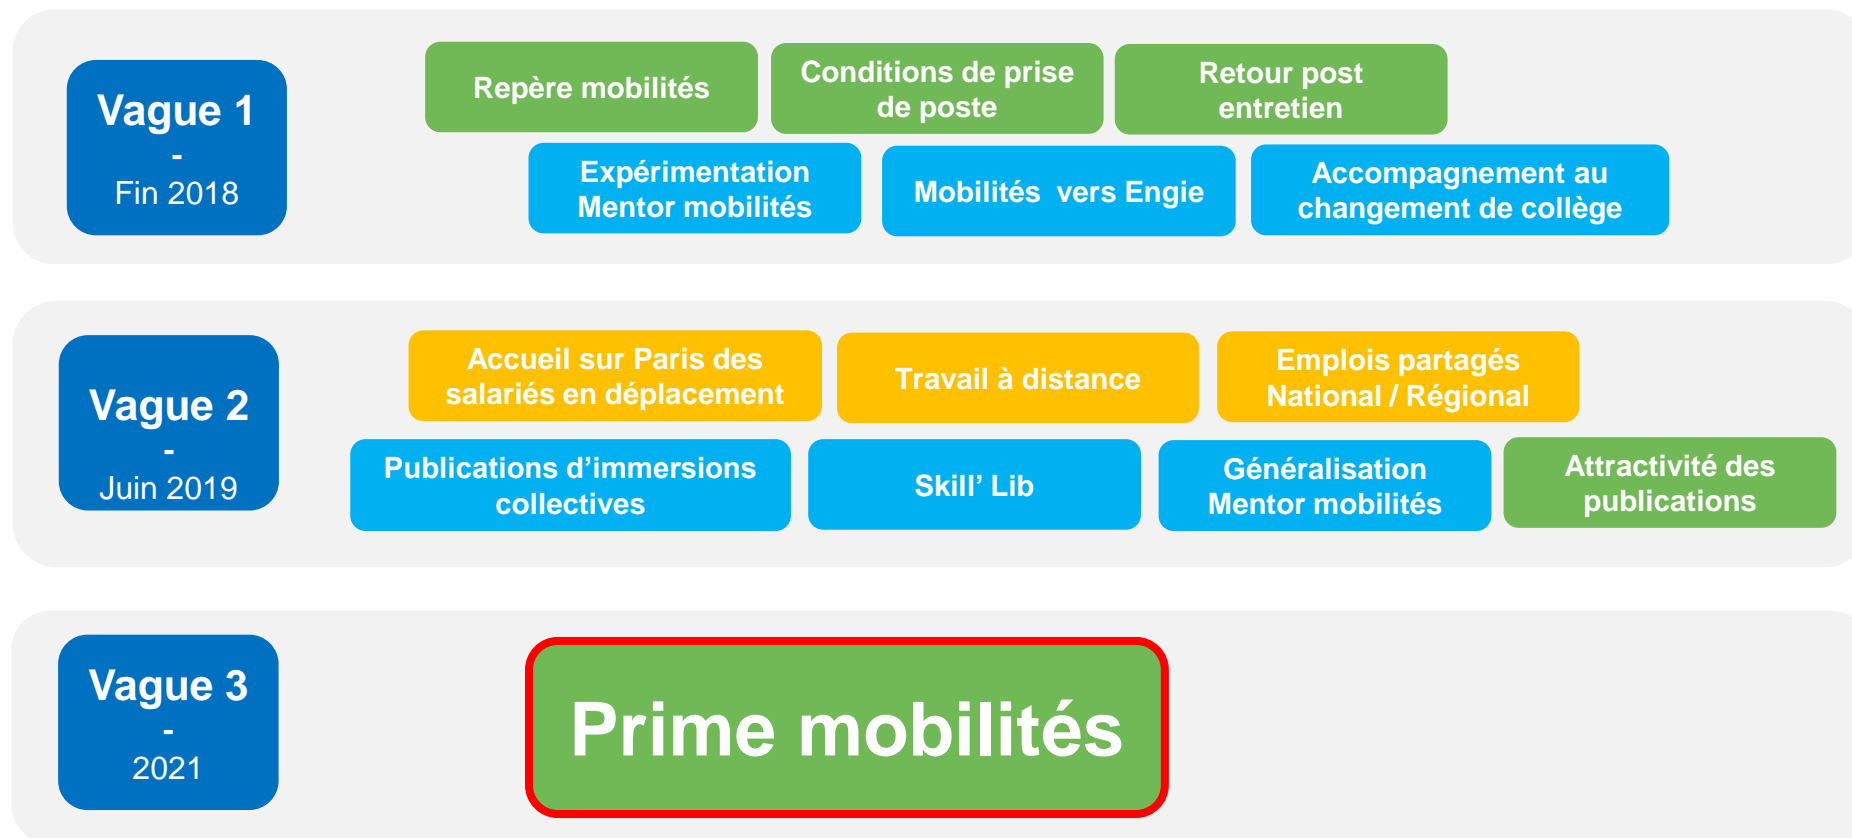 Vague 1
-
Fin 2018
Repère mobilités
Conditions de prise
de poste
Retour post
entretien
Expérimentation
Mentor mobilités
Mobilités  vers Engie
Accompagnement au
changement de collège
Vague 2
-
Juin 2019
Accueil sur Paris des
salariés en déplacement
Travail à distance
Emplois partagés
National / Régional
Publications d’immersions
collectives
Skill’ Lib
Généralisation
Mentor mobilités
Attractivité des
publications
Vague 3
-
2021
Prime mobilités